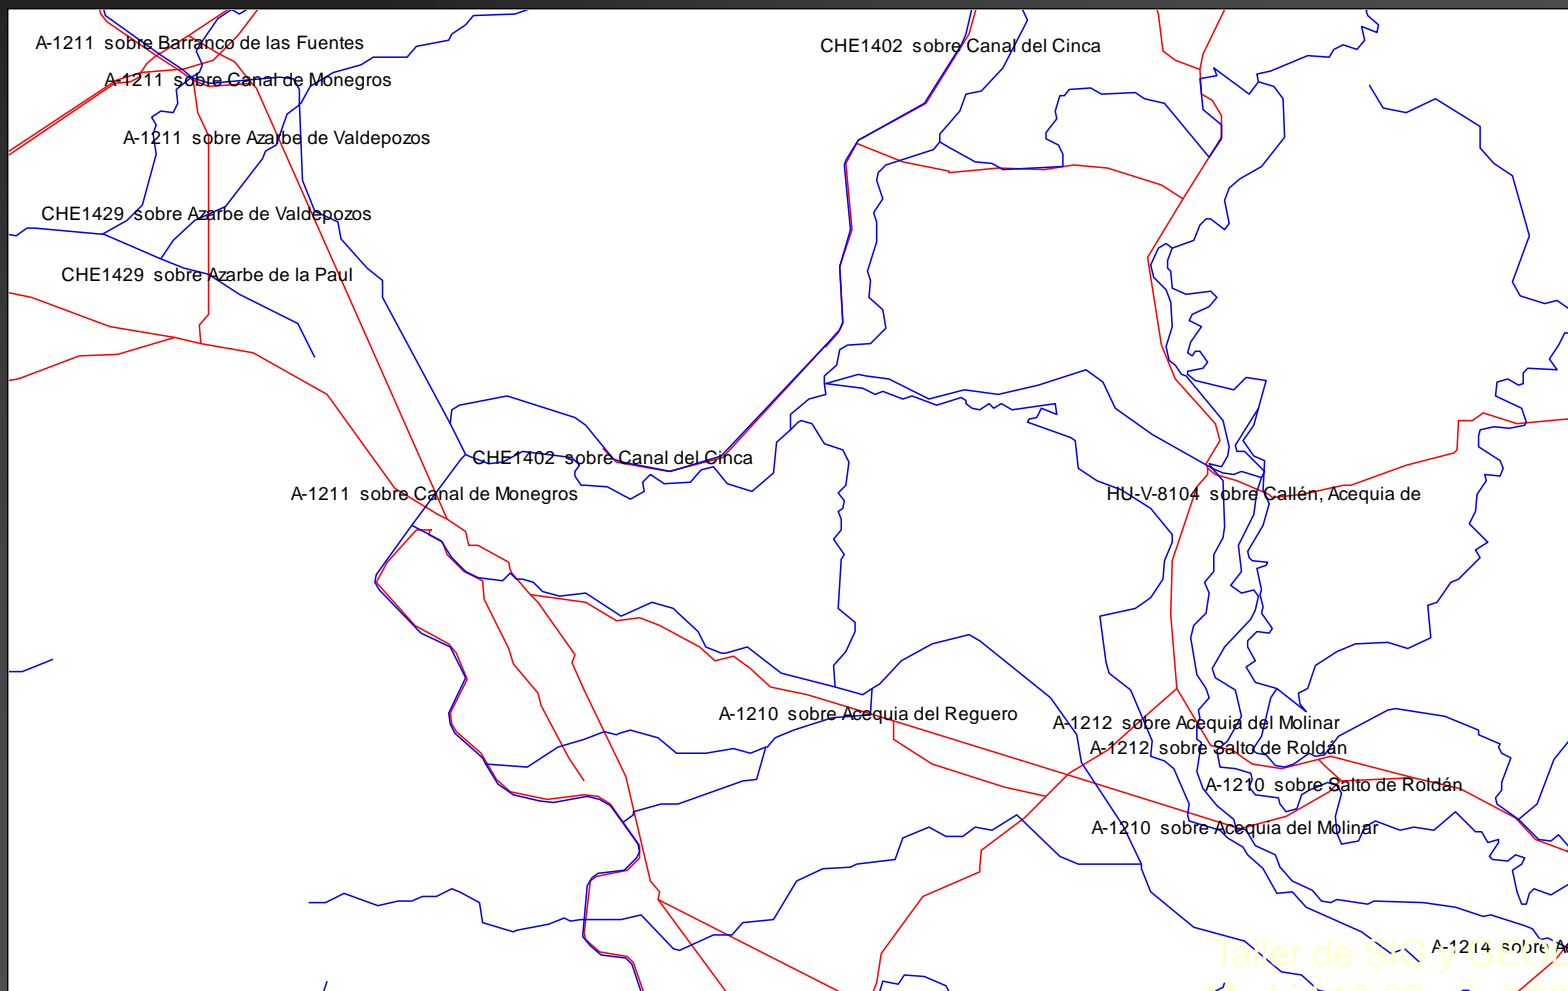 A-1211 sobre Barranco de las Fuentes
CHE1402 sobre Canal del Cinca
A-1211 sobre Canal de Monegros
A-1211 sobre Azarbe de Valdepozos
CHE1429 sobre Azarbe de Valdepozos
CHE1429 sobre Azarbe de la Paul
CHE1402 sobre Canal del Cinca
A-1211 sobre Canal de Monegros
HU-V-8104 sobre Callén, Acequia de
A-1210 sobre Acequia del Reguero
A-1212 sobre Acequia del Molinar
A-1212 sobre Salto de Roldán
A-1210 sobre Salto de Roldán
A-1210 sobre Acequia del Molinar
A-1214 sobre
Taller de SIG y